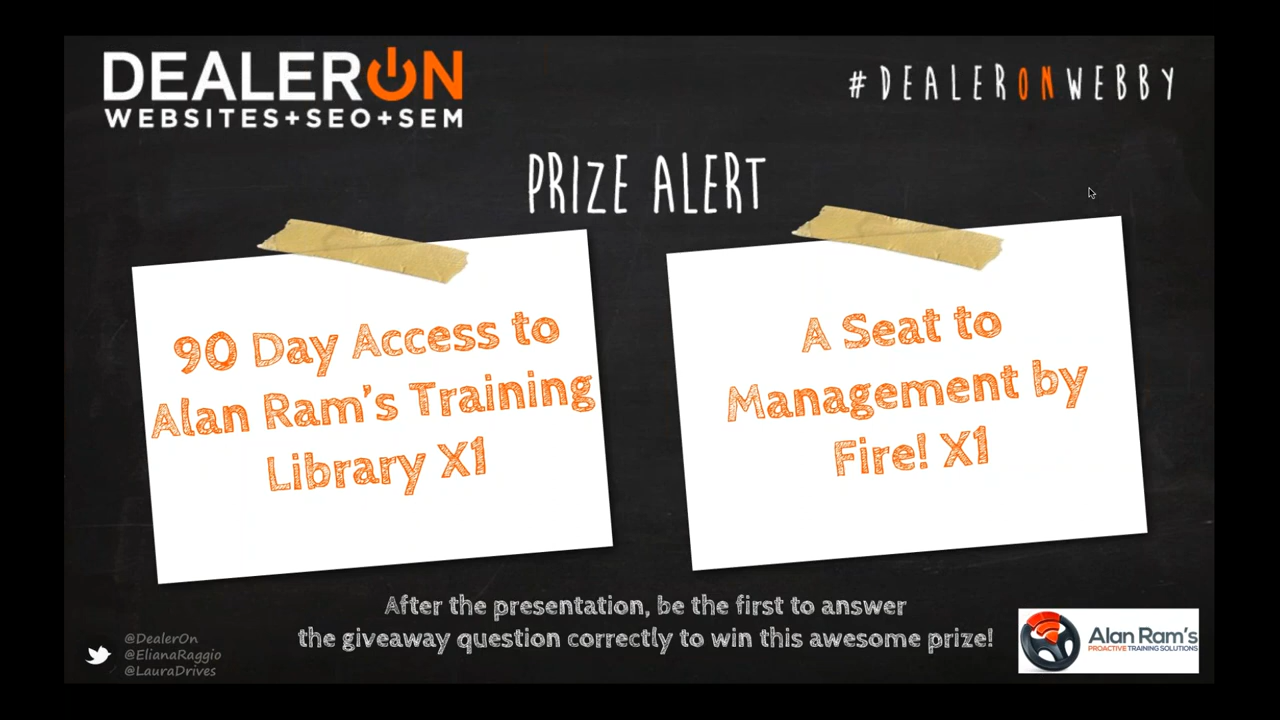 DEALERON
WEBSITES+SEO+SEM
#DEALERONWEBBY
PRIZE ALERT
90 Day Access to
Alan Ram's Training
Library X1
A Seat to
Management by
Fire! X1
After the presentation, be the first to answer
the giveaway question correctly to win this awesome prize!
@DealerOn
@ElianaRaggio
@LauraDrives
Alan Ram's
PROACTIVE TRAINING SOLUTIONS